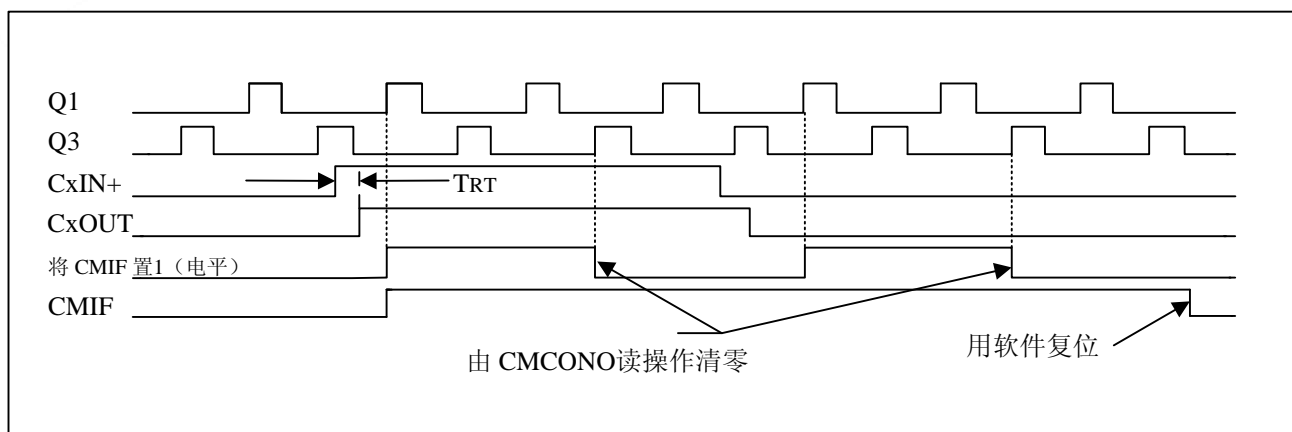 Q1
Q3
CxIN+
TRT
CxOUT
将 CMIF 置1（电平）
CMIF
由 CMCONO读操作清零
用软件复位